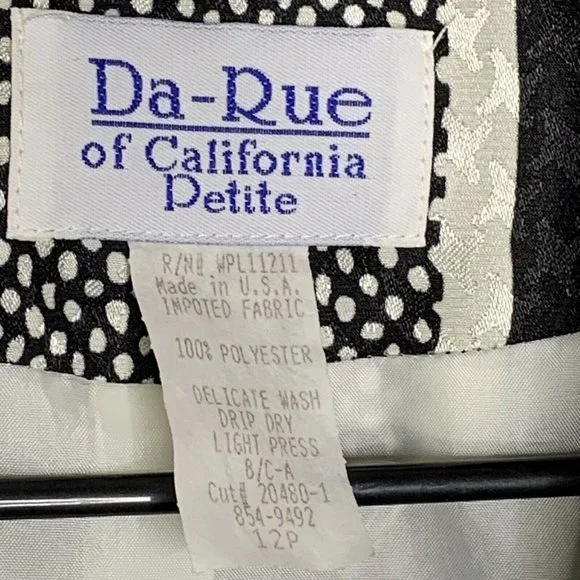 Da-Rue
of California
Petite
R/N# WPL11211
Made in U.S.A.
IMPOTED FABRIC
100% POLYESTER
DELICATE WASH
DRIP DRY
LIGHT PRESS
B/C-A
Cut# 20480-1
854-9492
12P